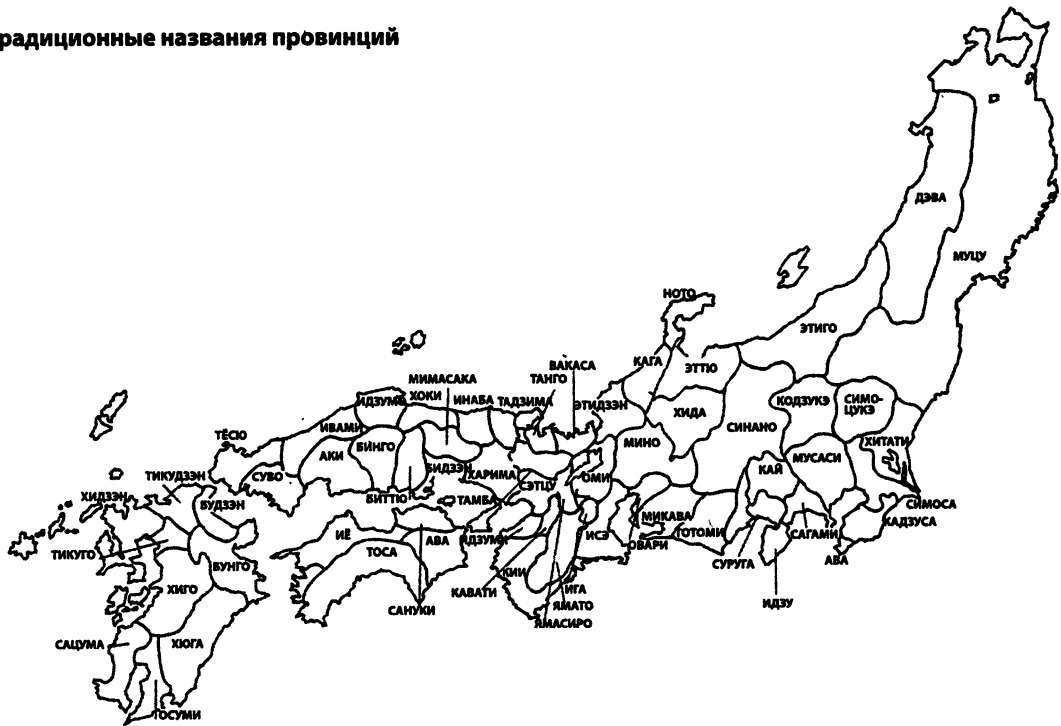 радиционные названия провинций
ДЭВА
МУЦУ
НОТО
ЭТИГО
КАГА
ЭТТЮ
ВАКАСА
ТАНГО
МИМАСАКА
ИДЗУМО
ХОКИ
ИНАБА
ТАДЗИМА
ЭТИДЗЭН
ХИДА
КОДЗУКЭ
СИМО-
ЦУКЭ
СИНАНО
ИВАМИ
ТЁСЮ
БИНГО
АКИ
МИНО
ХИТАТИ
МУСАСИ
КАЙ
БИДЗЭН
ХАРИМА
СЭТЦУ
ОМИ
СУВО
ТИКУДЗЭН
ХИДЗЭН
БУДЗЭН
БИТТЮ
ТАМБА
СИМОСА
КАДЗУСА
МИКАВА
ТОТОМИ
САГАМИ
ИЁ
ТОСА
АВА
ИДЗУМИ
ИСЭ
ОВАРИ
СУРУГА
АВА
ТИКУГО
БУНГО
ХИГО
КИИ
КАВАТИ
ИГА
ЯМАТО
ЯМАСИРО
САНУКИ
ИДЗУ
САЦУМА
ХЮГА
ОСУМИ